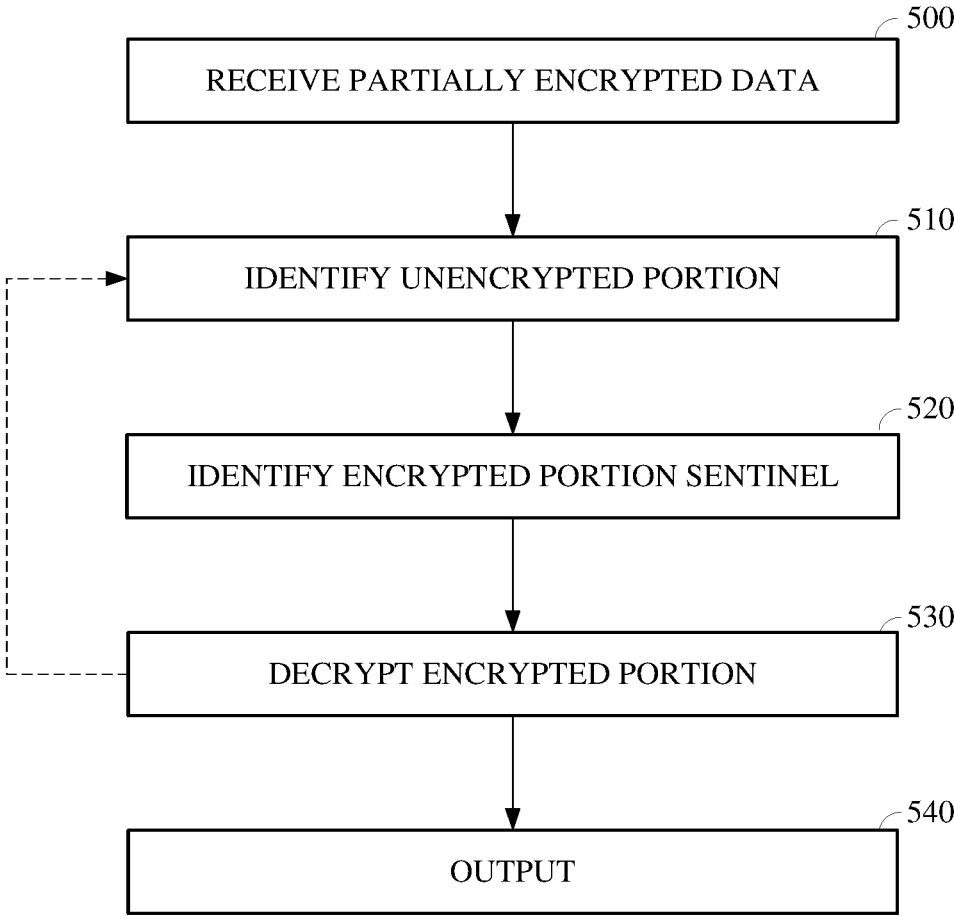 500
RECEIVE PARTIALLY ENCRYPTED DATA
510
IDENTIFY UNENCRYPTED PORTION
520
IDENTIFY ENCRYPTED PORTION SENTINEL
530
DECRYPT ENCRYPTED PORTION
540
OUTPUT